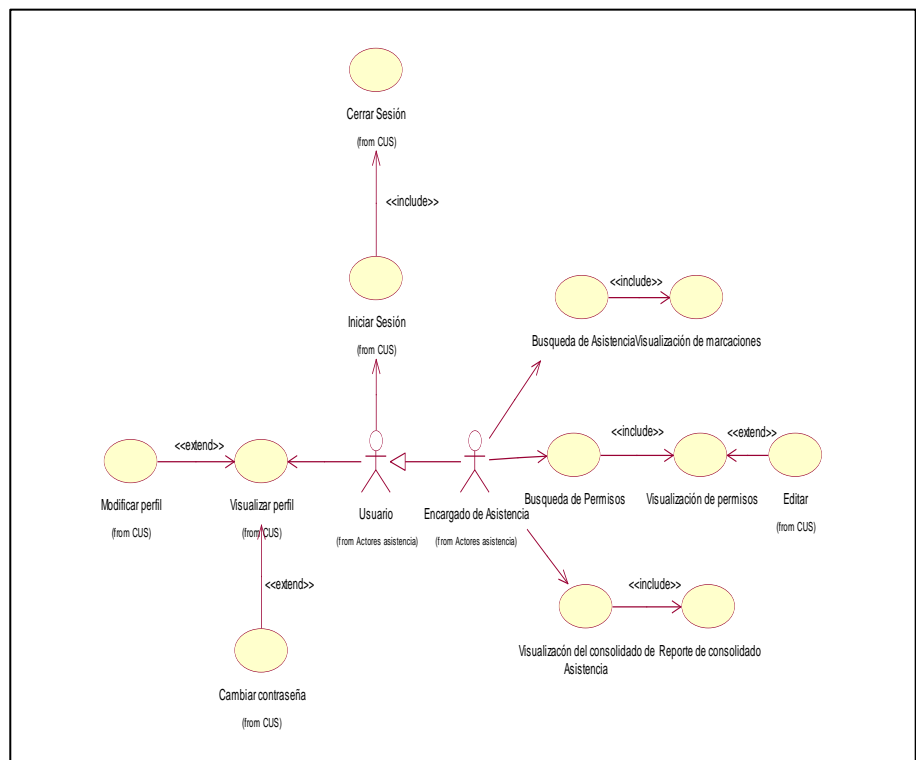 Cerrar Sesión
(from CUS)
<<include>>
Iniciar Sesión
(from CUS)
<<include>>
Busqueda de Asistencia
Visualización de marcaciones
<<extend>>
Modificar perfil
(from CUS)
Visualizar perfil
(from CUS)
Usuario
(from Actores asistencia)
Encargado de Asistencia
(from Actores asistencia)
<<include>>
<<extend>>
Busqueda de Permisos
Visualización de permisos
Editar
(from CUS)
<<extend>>
Cambiar contraseña
(from CUS)
<<include>>
Visualizacón del consolidado de
Asistencia
Reporte de consolidado